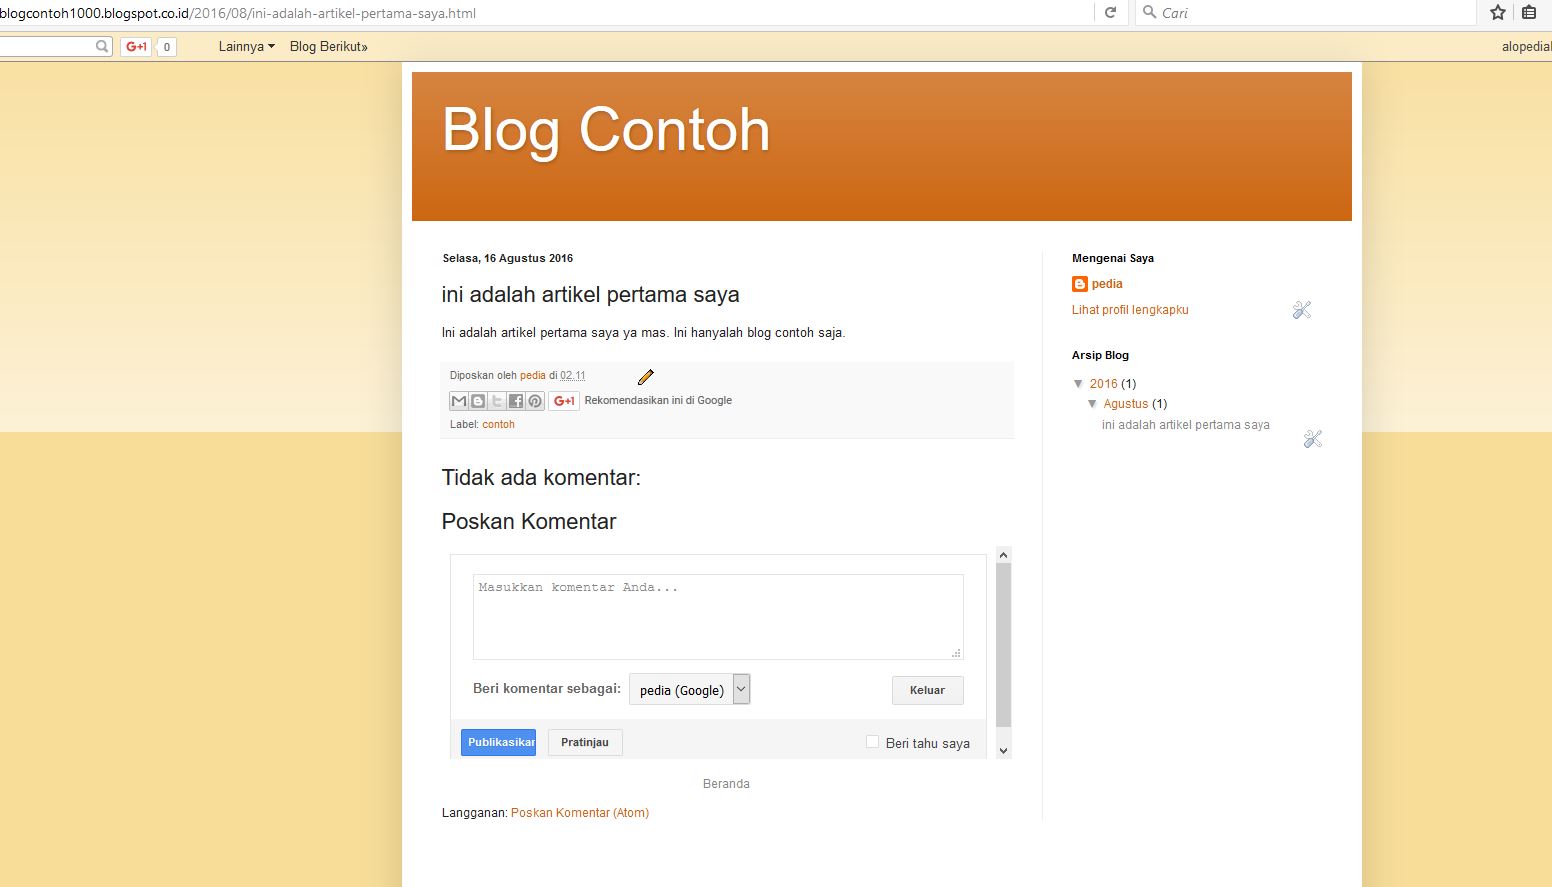 blogcontoh1000.blogspot.co.id/2016/08/ini-adalah-artikel-pertama-saya.html
Cari
G+1 0 Lainnya Blog Berikut»
alopedial
Blog Contoh
Selasa, 16 Agustus 2016
ini adalah artikel pertama saya
Ini adalah artikel pertama saya ya mas. Ini hanyalah blog contoh saja.
Diposkan oleh pedia di 02.11
G+1 Rekomendasikan ini di Google
Label: contoh
Tidak ada komentar:
Poskan Komentar
Masukkan komentar Anda...
Beri komentar sebagai: pedia (Google) Keluar
Publikasikan Pratinjau Beri tahu saya
Beranda
Langganan: Poskan Komentar (Atom)
Mengenai Saya
pedia
Lihat profil lengkapku
Arsip Blog
▼ 2016 (1)
▼ Agustus (1)
ini adalah artikel pertama saya